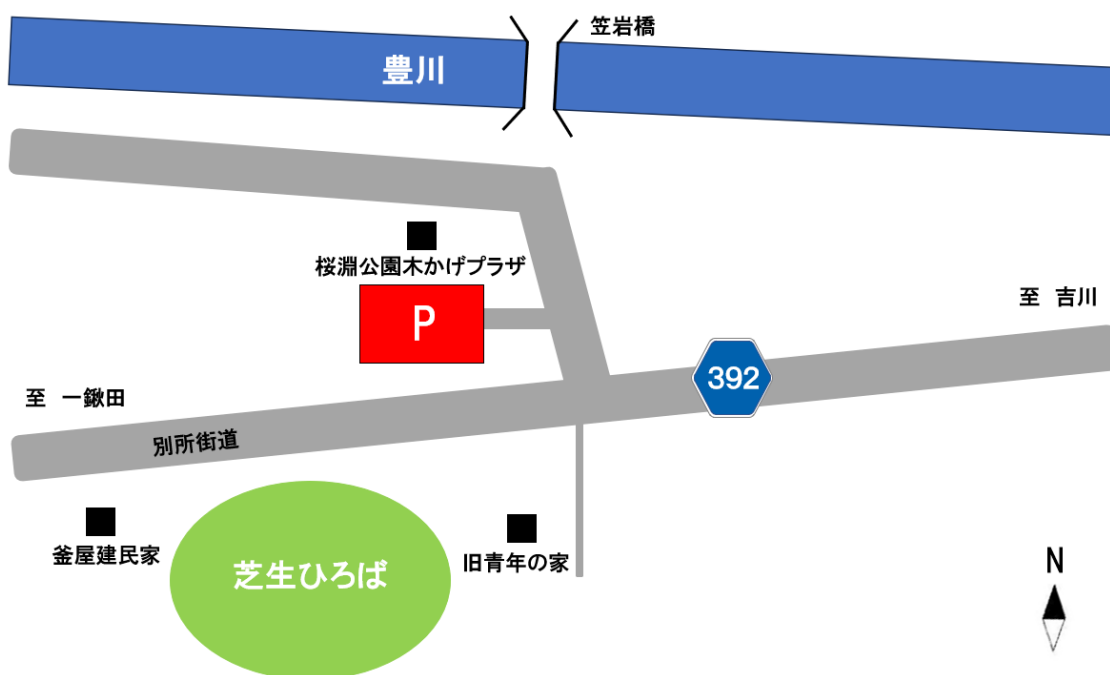 笠岩橋
豊川
桜淵公園木かげプラザ
P
至 吉川
392
至 一鍬田
別所街道
釜屋建民家
芝生ひろば
旧青年の家
N